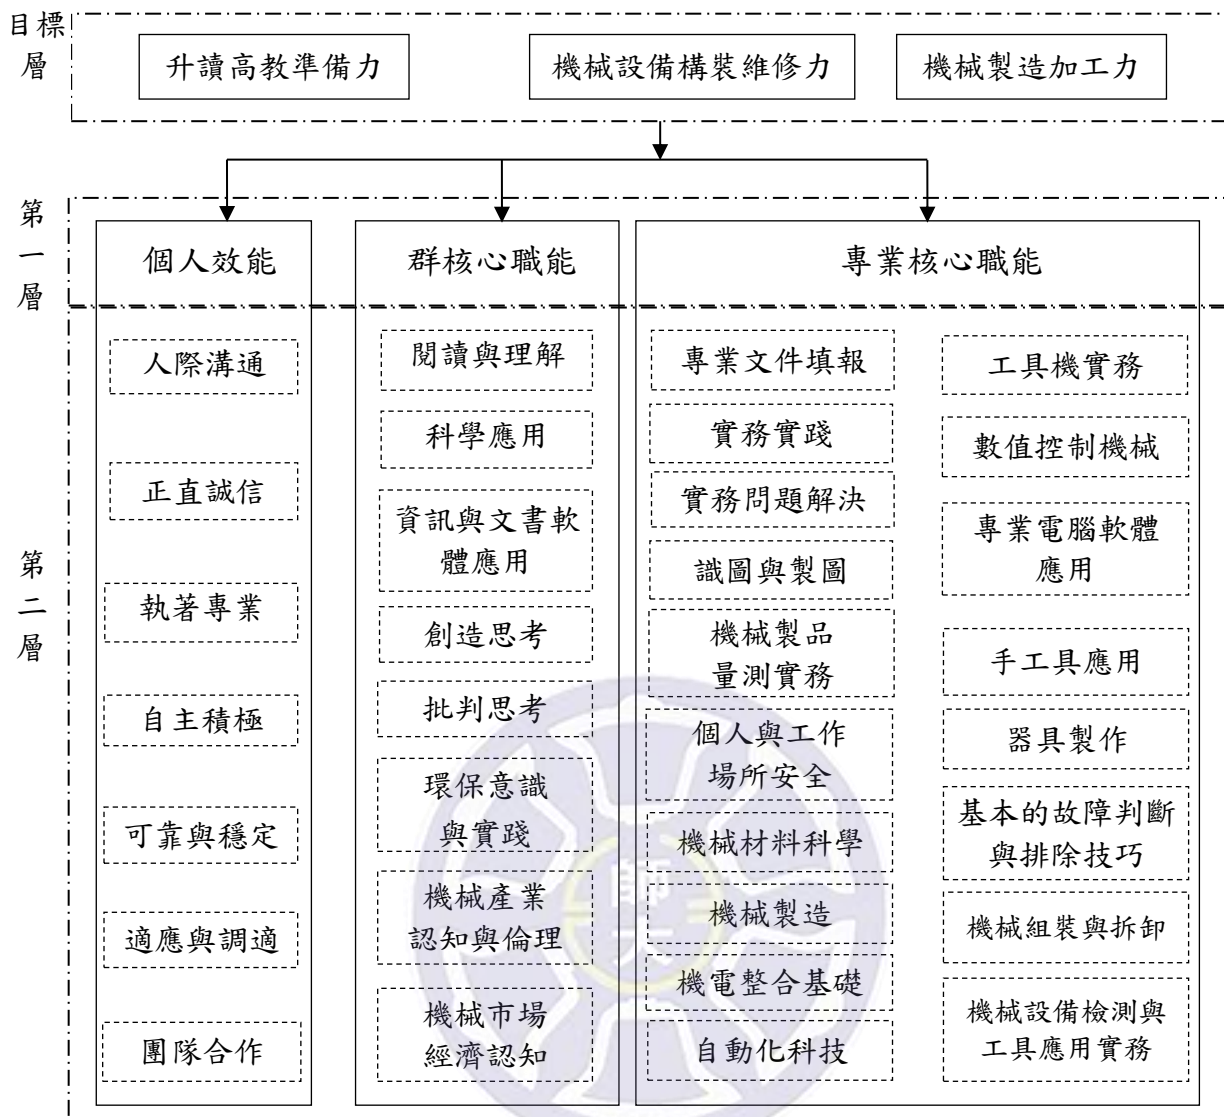 目標
層
升讀高教準備力
機械設備構裝維修力
機械製造加工力
第
一
層
個人效能
群核心職能
專業核心職能
第
二
層
人際溝通
正直誠信
執著專業
自主積極
可靠與穩定
適應與調適
團隊合作
閱讀與理解
科學應用
資訊與文書軟
體應用
創造思考
批判思考
環保意識
與實踐
機械產業
認知與倫理
機械市場
經濟認知
專業文件填報
實務實踐
實務問題解決
識圖與製圖
機械製品
量測實務
個人與工作
場所安全
機械材料科學
機械製造
機電整合基礎
自動化科技
工具機實務
數值控制機械
專業電腦軟體
應用
手工具應用
器具製作
基本的故障判斷
與排除技巧
機械組裝與拆卸
機械設備檢測與
工具應用實務
師
大